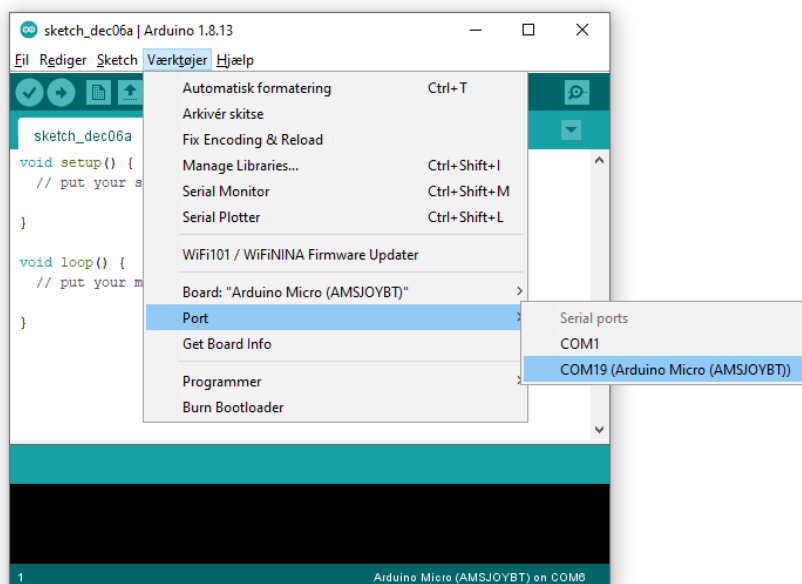 sketch_dec06a | Arduino 1.8.13
Fil Rediger Sketch Værktøjer Hjælp
sketch_dec06a
void setup() {
// put your s
}
void loop() {
// put your m
}
Automatisk formatering Ctrl+T
Arkivér skitse
Fix Encoding & Reload
Manage Libraries... Ctrl+Shift+I
Serial Monitor Ctrl+Shift+M
Serial Plotter Ctrl+Shift+L
WiFi101 / WiFiNINA Firmware Updater
Board: "Arduino Micro (AMSJOYBT)"
Port
Get Board Info
Programmer
Burn Bootloader
Serial ports
COM1
COM19 (Arduino Micro (AMSJOYBT))
1 Arduino Micro (AMSJOYBT) on COM6